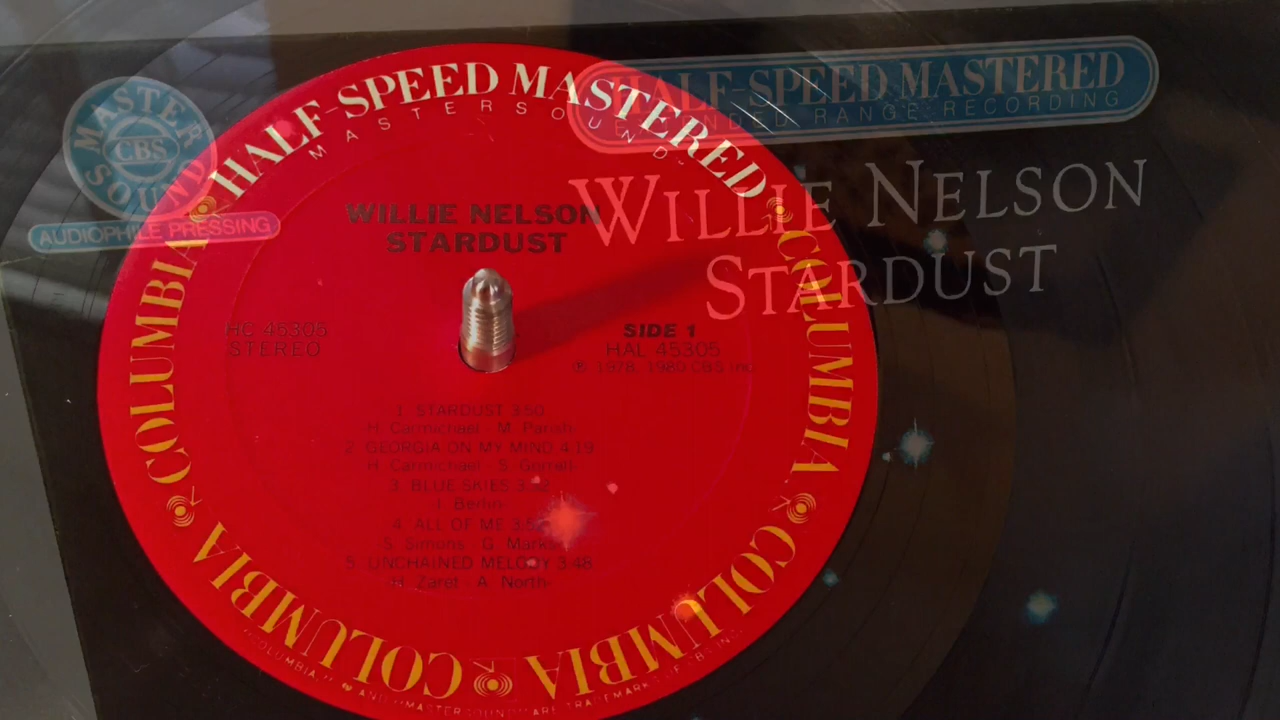 HALF-SPEED MASTERED
MASTERSOUND
WILLIE NELSON
STARDUST
HC 45305
STEREO
SIDE 1
HAL 45305
℗ 1978, 1980 CBS Inc.
1. STARDUST 3:50
-H. Carmichael - M. Parish-
2. GEORGIA ON MY MIND 4:19
-H. Carmichael - S. Gorrell-
3. BLUE SKIES
-I. Berlin-
4. ALL OF ME
-S. Simons - G. Marks-
5. UNCHAINED MELODY 3:48
-H. Zaret - A. North-
COLUMBIA
COLUMBIA
COLUMBIA
COLUMBIA
COLUMBIA
COLUMBIA
MASTER
CBS
SOUND
AUDIOPHILE PRESSING
HALF-SPEED MASTERED
EXTENDED RANGE RECORDING
WILLIE NELSON
STARDUST